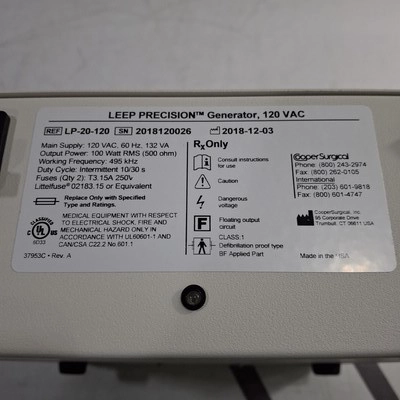 LEEP PRECISION™ Generator, 120 VAC
REF LP-20-120 SN 2018120026 2018-12-03
Main Supply: 120 VAC, 60 Hz, 132 VA
Output Power: 100 Watt RMS (500 ohm)
Working Frequency: 495 kHz
Duty Cycle: Intermittent 10/30 s
Fuses (Qty 2): T3.15A 250V
Littelfuse® 02183.15 or Equivalent
Replace Only with Specified
Type and Ratings.
CLASSIFIED
C UL US
MEDICAL EQUIPMENT WITH RESPECT
TO ELECTRICAL SHOCK, FIRE AND
MECHANICAL HAZARD ONLY IN
ACCORDANCE WITH UL60601-1 AND
CAN/CSA C22.2 No.601.1
37953C • Rev. A
Rx Only
Consult instructions
for use
Caution
Dangerous
voltage
F Floating output
circuit
CLASS:1
Defibrillation proof type
BF Applied Part
CooperSurgical
Phone: (800) 243-2974
Fax: (800) 262-0105
International
Phone: (203) 601-9818
Fax: (800) 601-4747
CooperSurgical, Inc.
95 Corporate Drive
Trumbull, CT 06611 USA
Made in the USA